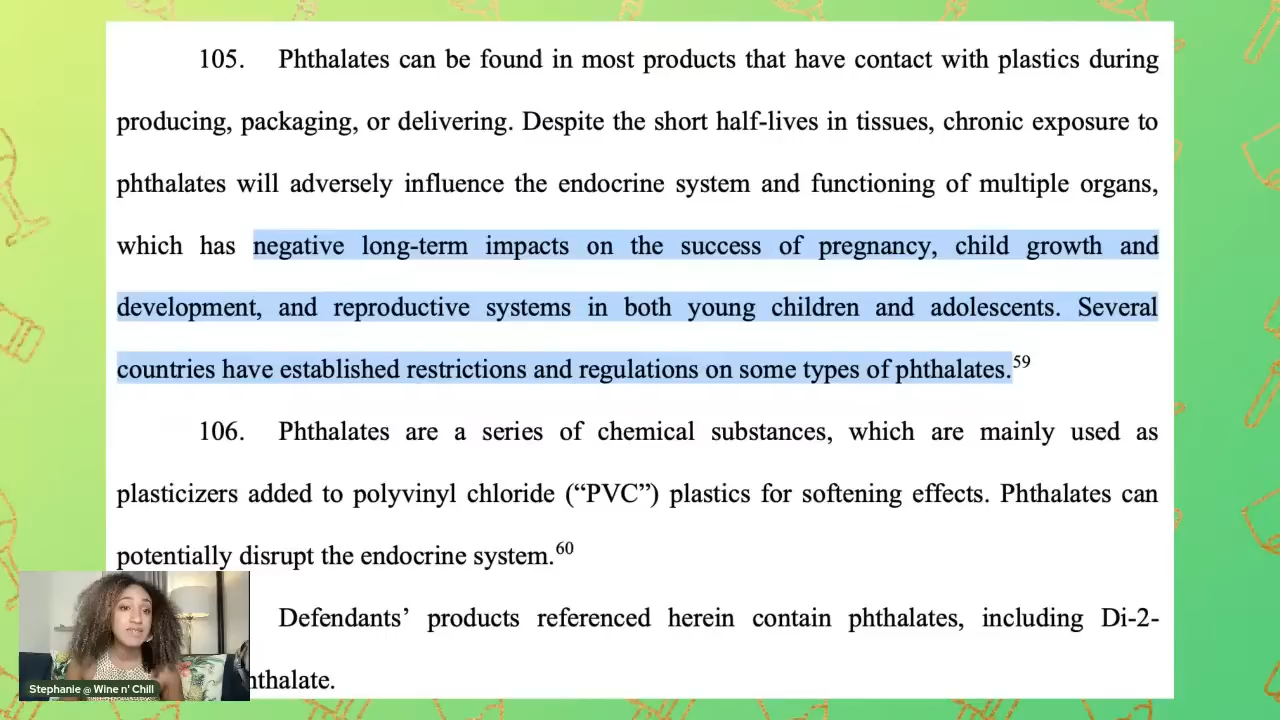 105. Phthalates can be found in most products that have contact with plastics during
producing, packaging, or delivering. Despite the short half-lives in tissues, chronic exposure to
phthalates will adversely influence the endocrine system and functioning of multiple organs,
which has negative long-term impacts on the success of pregnancy, child growth and
development, and reproductive systems in both young children and adolescents. Several
countries have established restrictions and regulations on some types of phthalates.59
106. Phthalates are a series of chemical substances, which are mainly used as
plasticizers added to polyvinyl chloride (“PVC”) plastics for softening effects. Phthalates can
potentially disrupt the endocrine system.60
Defendants’ products referenced herein contain phthalates, including Di-2-
nthalate.
Stephanie @ Wine n' Chill